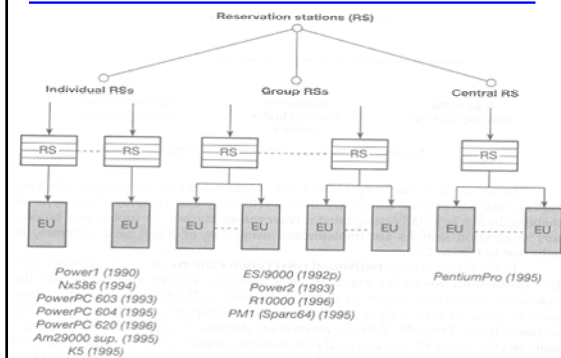 Reservation stations (RS)
Individual RSs
Group RSs
Central RS
RS
RS
RS
RS
RS
EU
EU
EU
EU
EU
EU
EU
EU
Power1 (1990)
Nx586 (1994)
PowerPC 603 (1993)
PowerPC 604 (1995)
PowerPC 620 (1996)
Am29000 sup. (1995)
K5 (1995)
ES/9000 (1992p)
Power2 (1993)
R10000 (1996)
PM1 (Sparc64) (1995)
PentiumPro (1995)